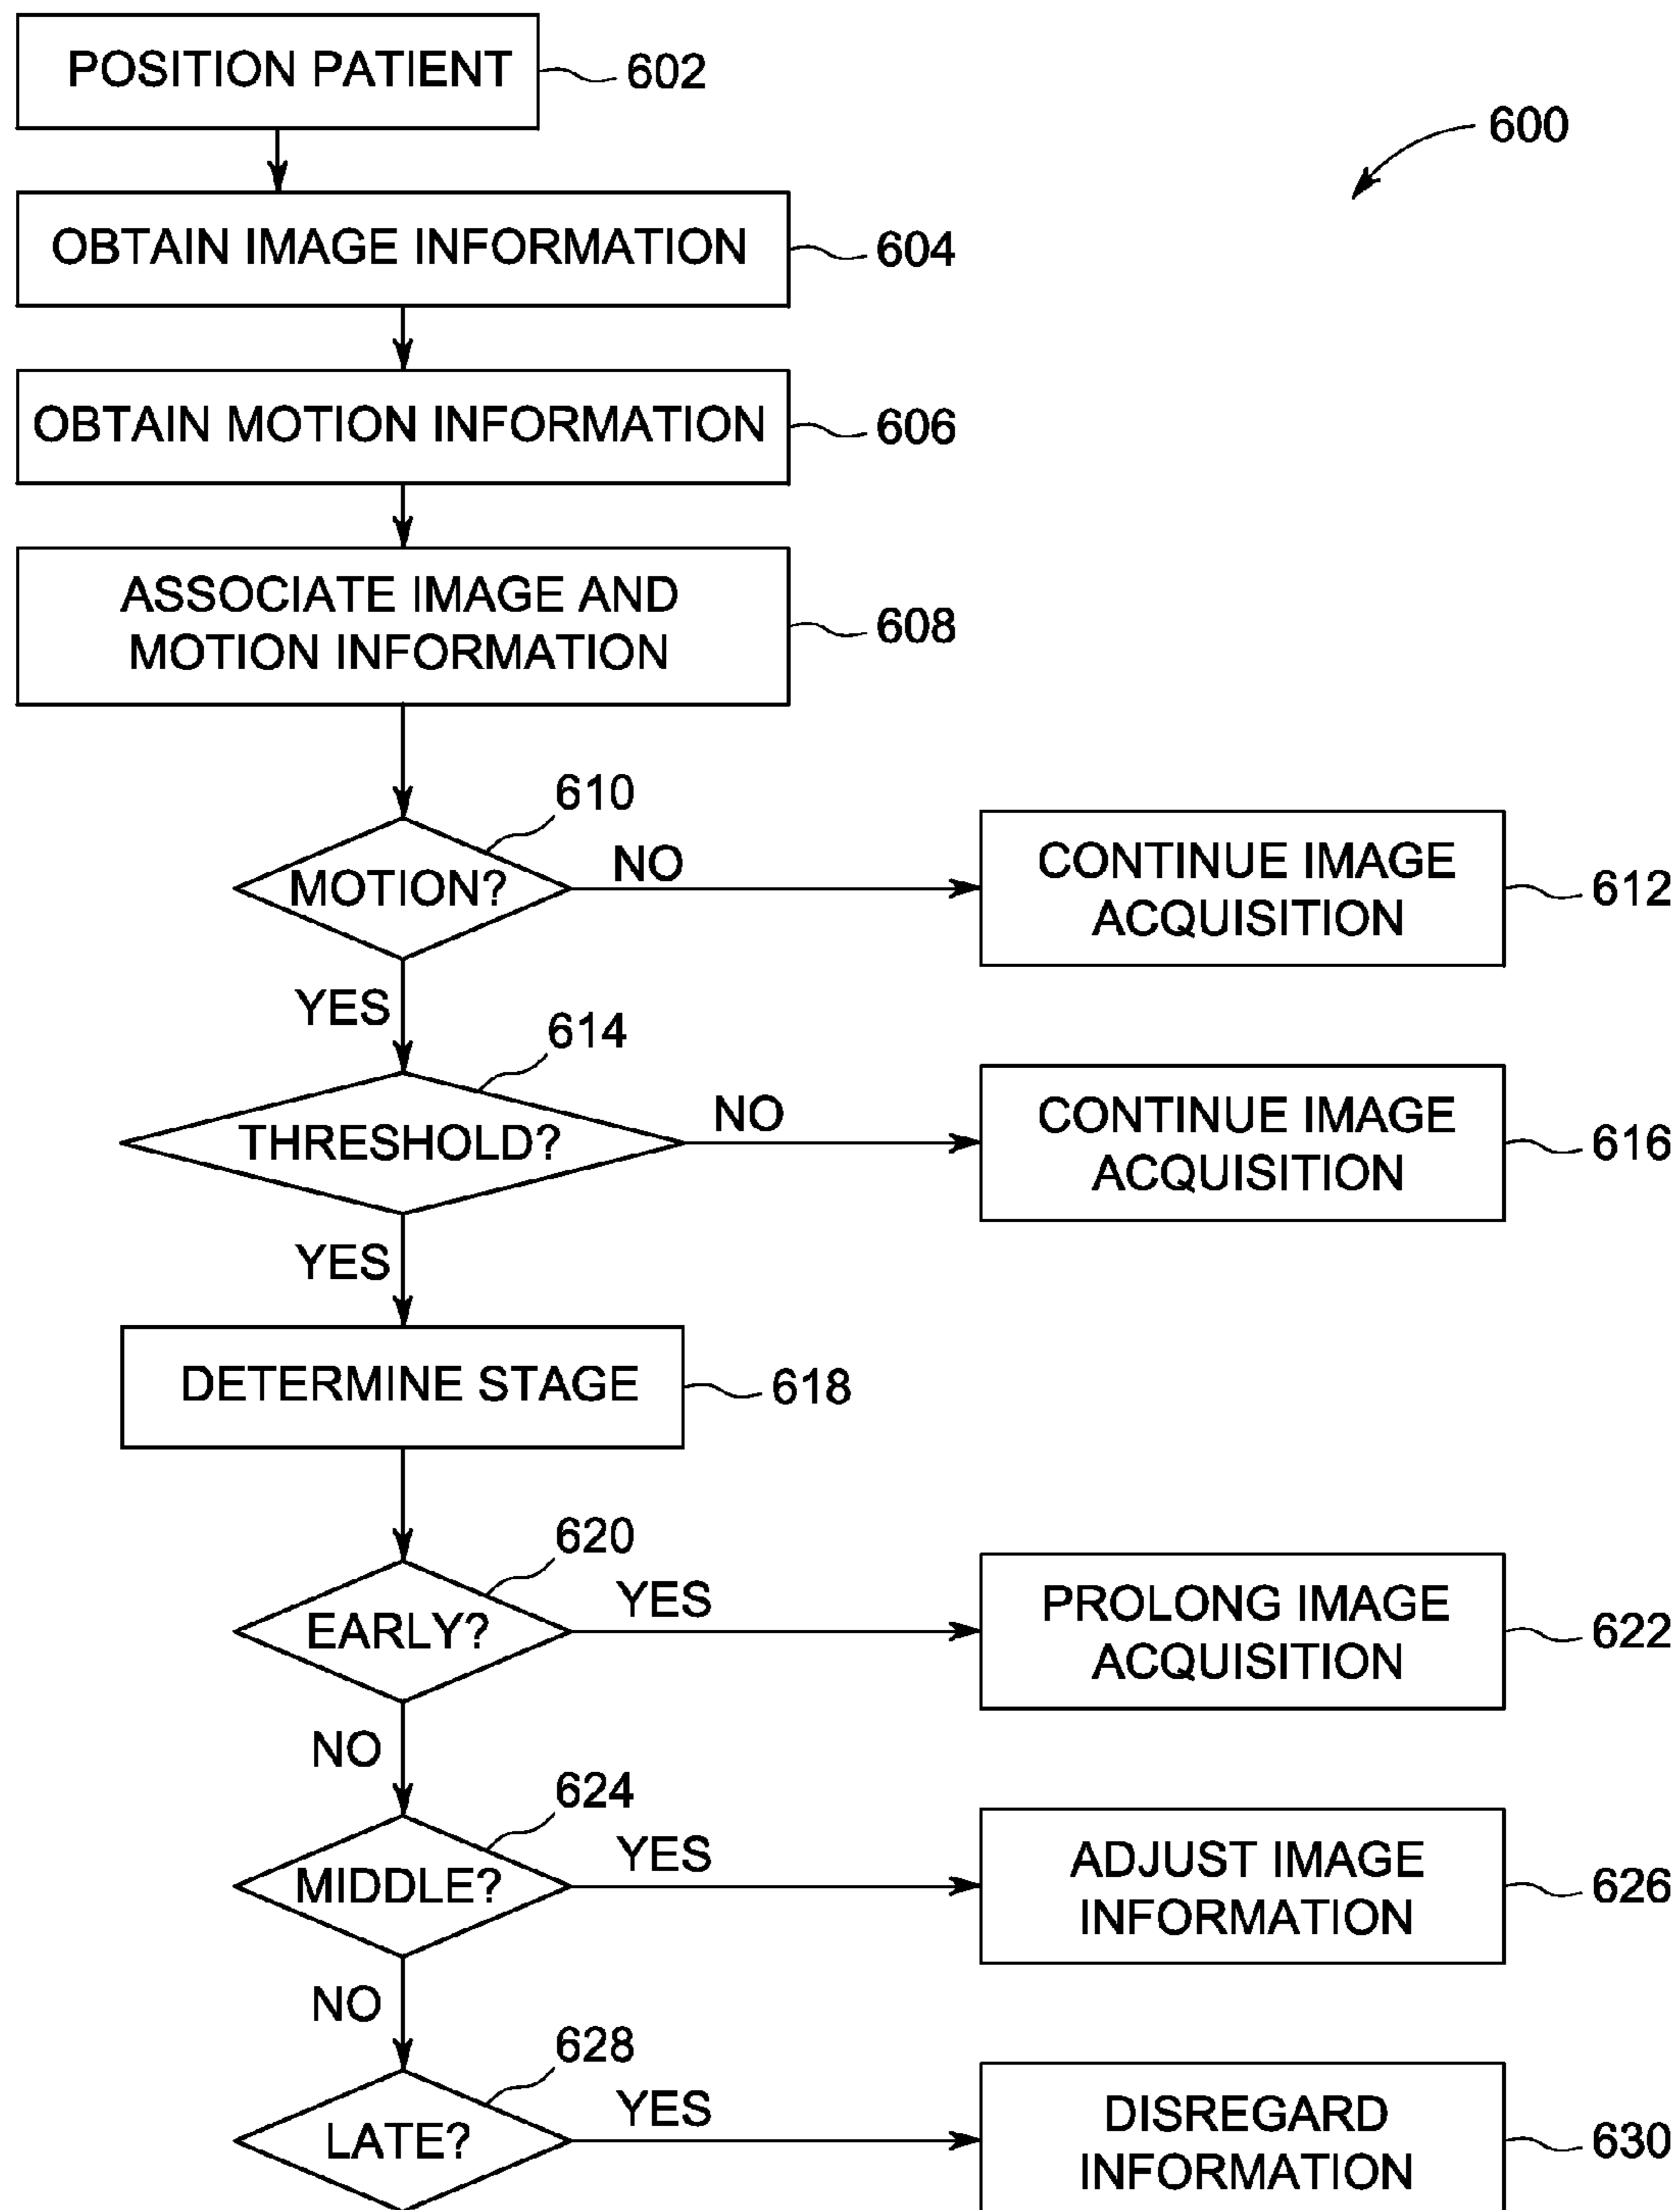 POSITION PATIENT
602
600
OBTAIN IMAGE INFORMATION
604
OBTAIN MOTION INFORMATION
606
ASSOCIATE IMAGE AND
MOTION INFORMATION
608
610
MOTION?
NO
CONTINUE IMAGE
ACQUISITION
612
YES
614
THRESHOLD?
NO
CONTINUE IMAGE
ACQUISITION
616
YES
DETERMINE STAGE
618
620
EARLY?
YES
PROLONG IMAGE
ACQUISITION
622
NO
624
MIDDLE?
YES
ADJUST IMAGE
INFORMATION
626
NO
628
LATE?
YES
DISREGARD
INFORMATION
630